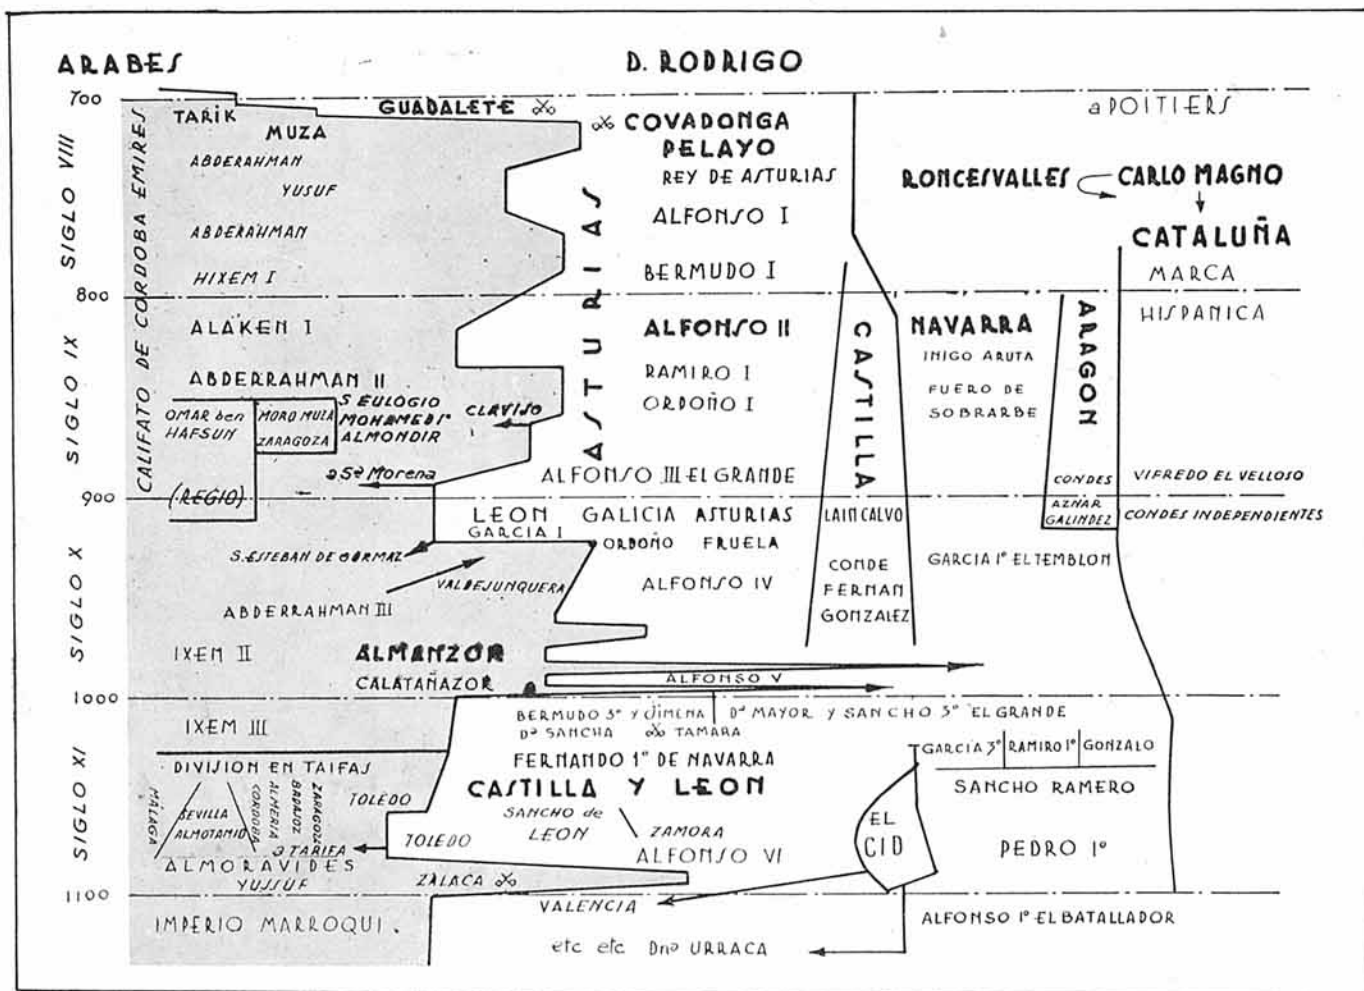 ARABES
D. RODRIGO
700
800
900
1000
1100
SIGLO VIII
SIGLO IX
SIGLO X
SIGLO XI
CALIFATO DE CORDOBA EMIRES
TARIK
MUZA
ABDERAHMAN
YUSUF
ABDERAHMAN
HIXEM I
ALAKEN I
ABDERRAHMAN II
OMAR ben
HAFSUN
(REGIO)
MORO MUZA
ZARAGOZA
S. EULOGIO
MOHAMED Iº
ALMONDIR
CLAVIJO
a Sª Morena
S. ESTEBAN DE GORMAZ
VALDEJUNQUERA
ABDERRAHMAN III
IXEM II
ALMANZOR
CALATAÑAZOR
IXEM III
DIVISION EN TAIFAS
MÁLAGA
SEVILLA
ALMOTAMID
CORDOBA
ALMERIA
BADAJOZ
ZARAGOZA
a TARIFA
TOLEDO
TOLEDO
ALMORAVIDES
YUSSUF
ZALACA
IMPERIO MARROQUI.
GUADALETE
COVADONGA
PELAYO
REY DE ASTURIAS
ALFONSO I
BERMUDO I
ASTURIAS
ALFONSO II
RAMIRO I
ORDOÑO I
ALFONSO III EL GRANDE
LEON GALICIA ASTURIAS
GARCIA I
ORDOÑO FRUELA
ALFONSO IV
ALFONSO V
BERMUDO 3º Y JIMENA
Dª SANCHA TAMARA
Dª MAYOR Y SANCHO 3º EL GRANDE
FERNANDO 1º DE NAVARRA
CASTILLA Y LEON
SANCHO de
LEON
ZAMORA
ALFONSO VI
VALENCIA
etc etc Dnª URRACA
CASTILLA
LAIN CALVO
CONDE
FERNAN
GONZALEZ
EL
CID
a POITIERS
RONCESVALLES
CARLO MAGNO
CATALUÑA
MARCA
HISPANICA
NAVARRA
INIGO ARUTA
FUERO DE
SOBRARBE
ARAGON
CONDES
AZNAR
GALINDEZ
VIFREDO EL VELLOSO
CONDES INDEPENDIENTES
GARCIA 1º EL TEMBLON
GARCIA 3º RAMIRO 1º GONZALO
SANCHO RAMERO
PEDRO 1º
ALFONSO 1º EL BATALLADOR